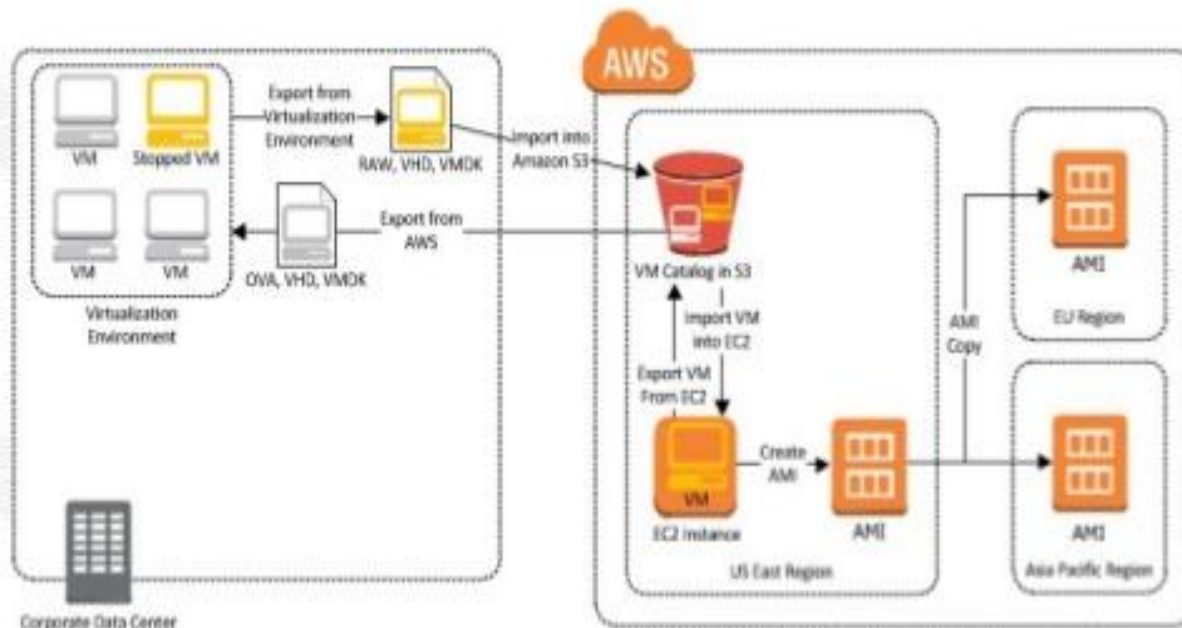 AWS
Export from
Virtualization
Environment
VM
Stopped VM
RAW, VHD, VMDK
Import into
Amazon S3
VM
VM
OVA, VHD, VMDK
Export from
AWS
Virtualization
Environment
VM Catalog in S3
Import VM
into EC2
Export VM
From EC2
VM
EC2 Instance
Create
AMI
AMI
US East Region
AMI
Copy
AMI
EU Region
AMI
Asia Pacific Region
Corporate Data Center